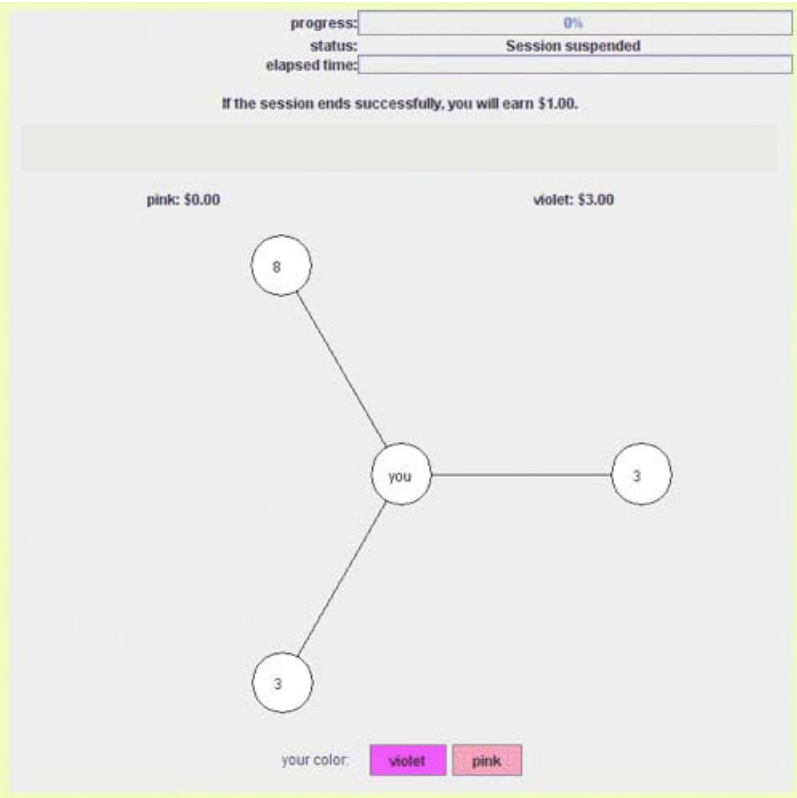 progress: 0%
status: Session suspended
elapsed time:
If the session ends successfully, you will earn $1.00.
pink: $0.00 violet: $3.00
8
you 3
3
your color: violet pink